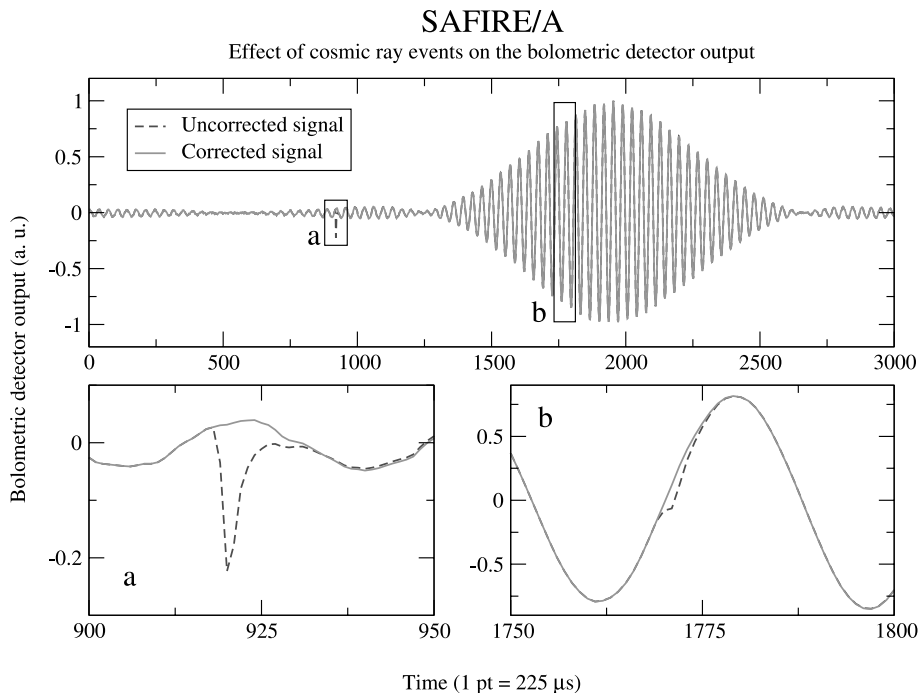 SAFIRE/A
Effect of cosmic ray events on the bolometric detector output
1
0.5
0
-0.5
-1
Uncorrected signal
Corrected signal
a
b
0 500 1000 1500 2000 2500 3000
Bolometric detector output (a. u.)
0
-0.2
a
900 925 950
b
0.5
0
-0.5
1750 1775 1800
Time (1 pt = 225 µs)